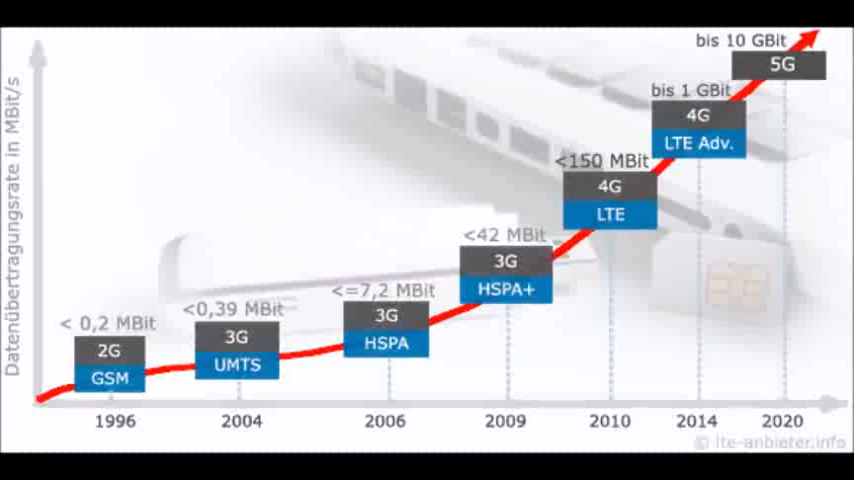 bis 10 GBit
5G
bis 1 GBit
4G
LTE Adv.
<150 MBit
4G
LTE
<42 MBit
3G
HSPA+
<=7,2 MBit
3G
HSPA
<0,39 MBit
3G
UMTS
< 0,2 MBit
2G
GSM
Datenübertragungsrate in MBit/s
1996 2004 2006 2009 2010 2014 2020
© lte-anbieter.info